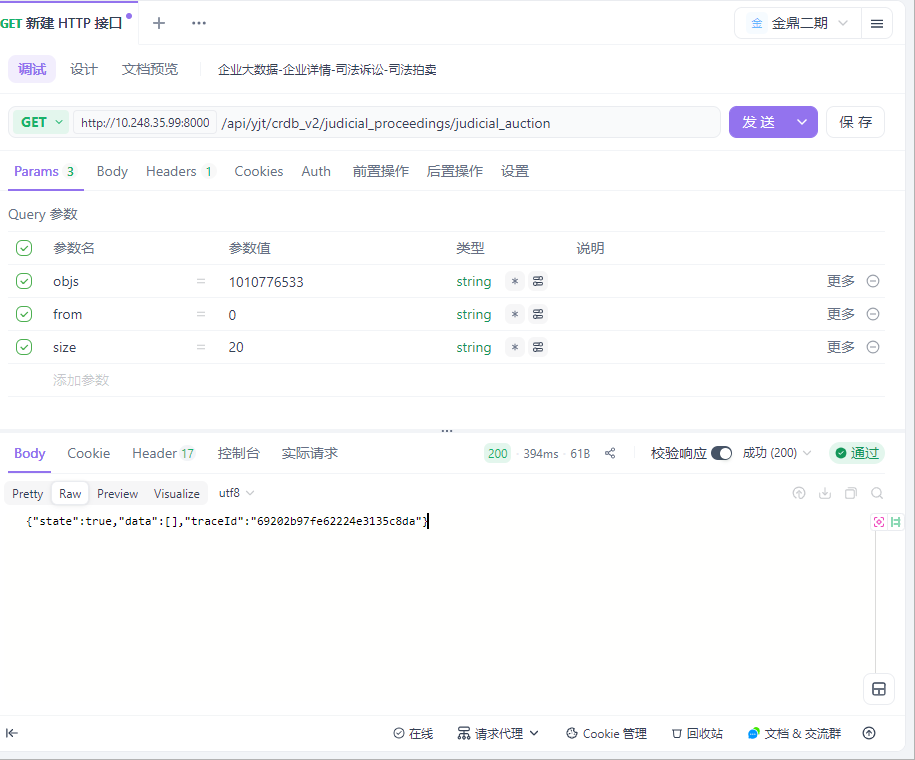 GET 新建 HTTP 接口 + ··· 金 金鼎二期
调试 设计 文档预览 企业大数据-企业详情-司法诉讼-司法拍卖
GET http://10.248.35.99:8000 /api/yjt/crdb_v2/judicial_proceedings/judicial_auction 发 送 保 存
Params 3 Body Headers 1 Cookies Auth 前置操作 后置操作 设置
Query 参数
参数名 参数值 类型 说明
objs = 1010776533 string * 更多
from = 0 string * 更多
size = 20 string * 更多
添加参数
···
Body Cookie Header 17 控制台 实际请求 200 · 394ms · 61B 校验响应 成功 (200) 通过
Pretty Raw Preview Visualize utf8
{"state":true,"data":[],"traceId":"69202b97fe62224e3135c8da"}
在线 请求代理 Cookie 管理 回收站 文档 & 交流群